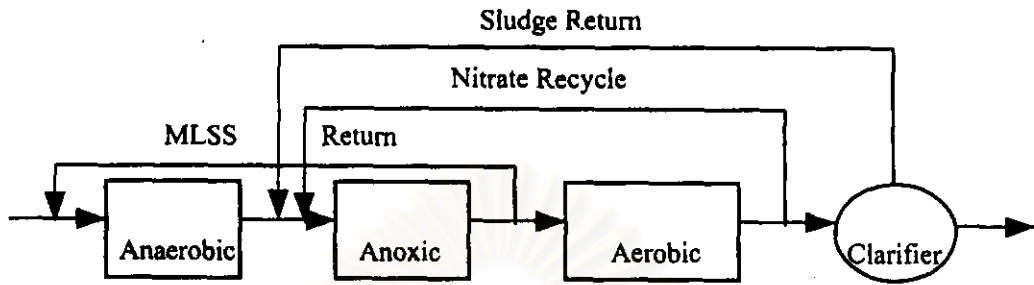 Sludge Return
Nitrate Recycle
MLSS Return
Anaerobic
Anoxic
Aerobic
Clarifier